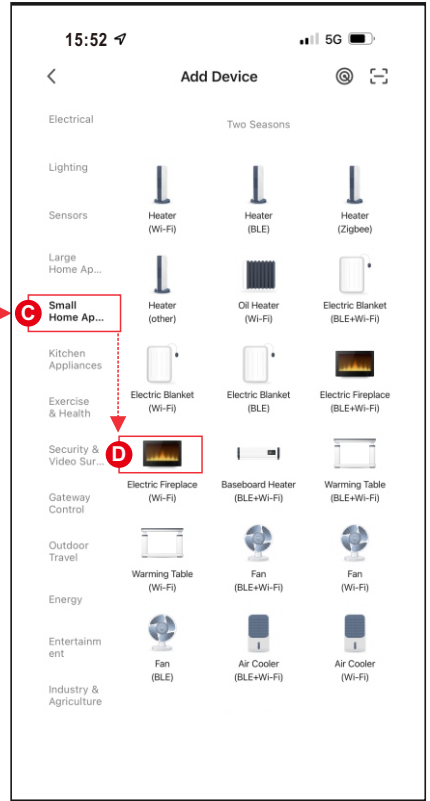 15:52
5G
Add Device
Electrical
Two Seasons
Lighting
Sensors
Heater
(Wi-Fi)
Heater
(BLE)
Heater
(Zigbee)
Large
Home Ap...
C
Small
Home Ap...
Heater
(other)
Oil Heater
(Wi-Fi)
Electric Blanket
(BLE+Wi-Fi)
Kitchen
Appliances
Exercise
& Health
Electric Blanket
(Wi-Fi)
Electric Blanket
(BLE)
Electric Fireplace
(BLE+Wi-Fi)
Security &
Video Sur...
D
Electric Fireplace
(Wi-Fi)
Baseboard Heater
(BLE+Wi-Fi)
Warming Table
(BLE+Wi-Fi)
Gateway
Control
Outdoor
Travel
Warming Table
(Wi-Fi)
Fan
(BLE+Wi-Fi)
Fan
(Wi-Fi)
Energy
Entertainm
ent
Fan
(BLE)
Air Cooler
(BLE+Wi-Fi)
Air Cooler
(Wi-Fi)
Industry &
Agriculture